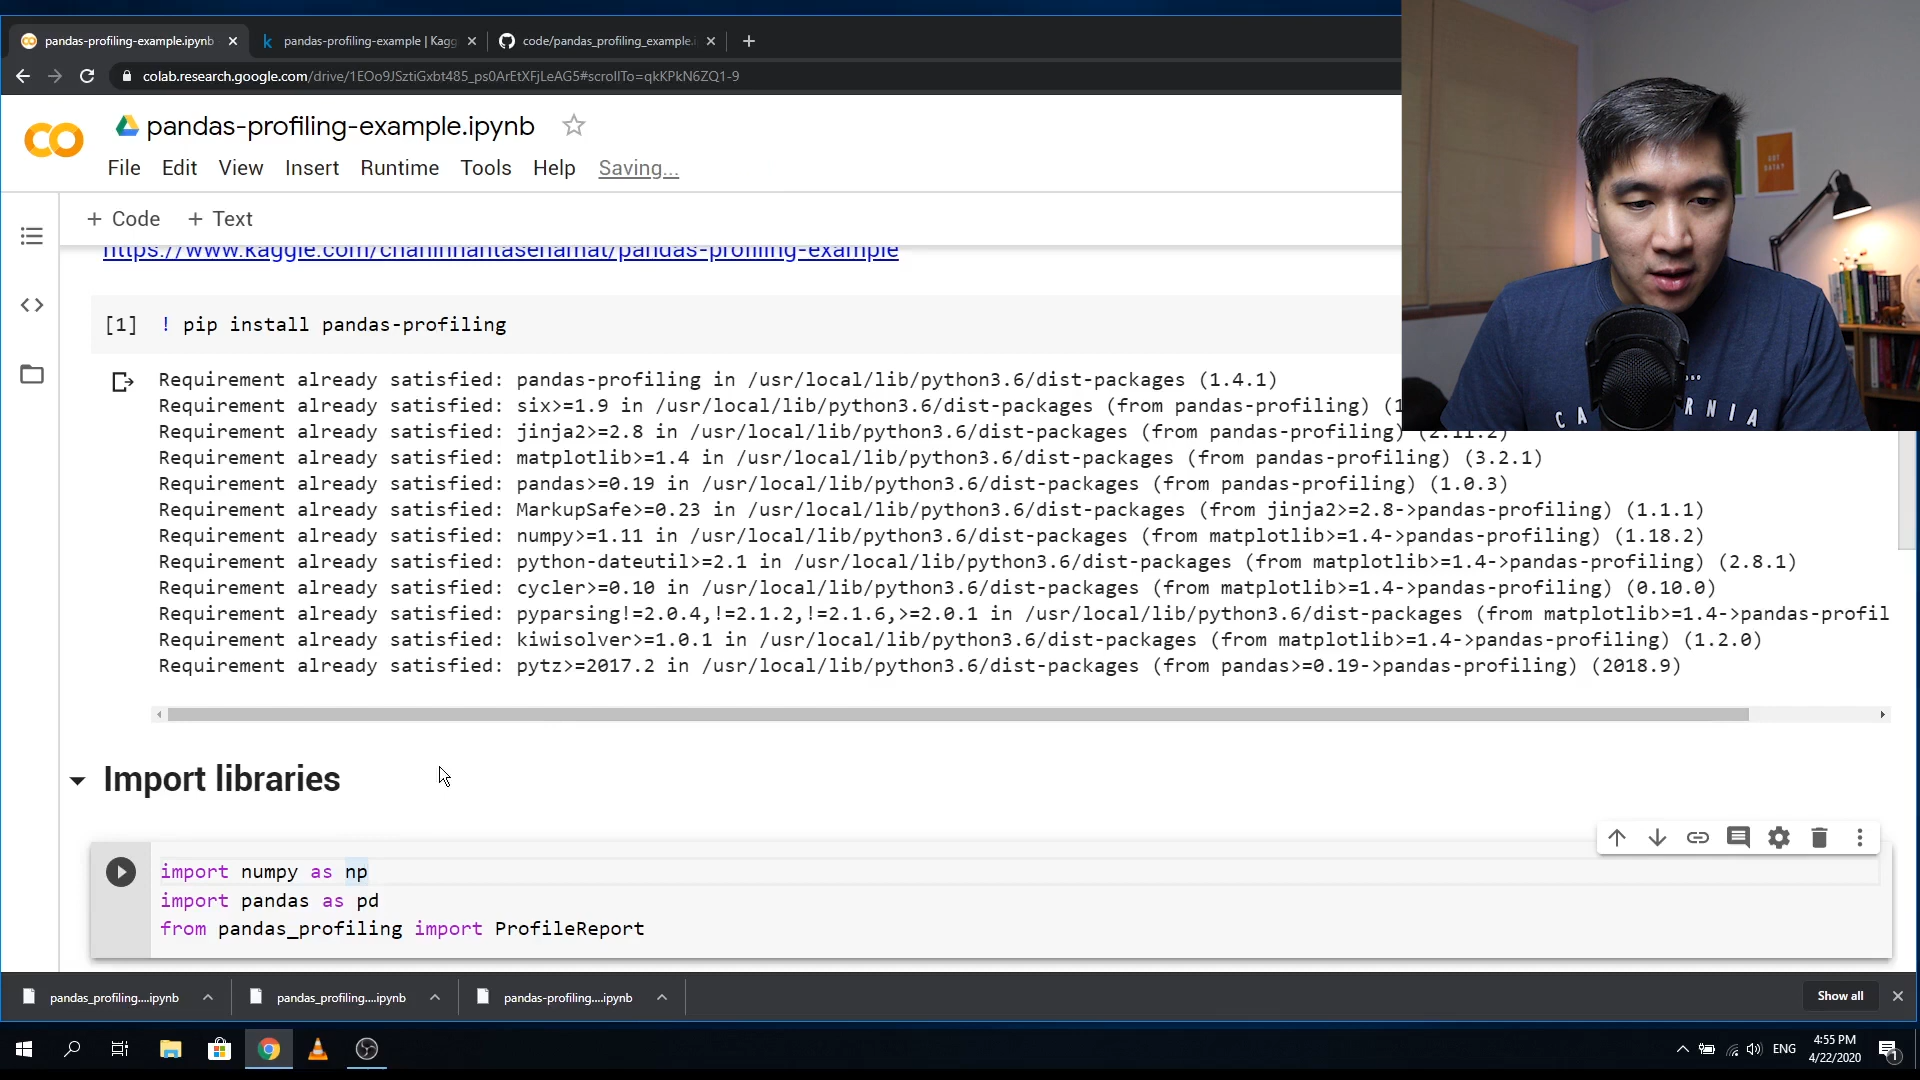 pandas-profiling-example.ipynb
pandas-profiling-example | Kagg
code/pandas_profiling_example.i
colab.research.google.com/drive/1EOo9JSztiGxbt485_ps0ArEtXFjLeAG5#scrollTo=qkKPkN6ZQ1-9
pandas-profiling-example.ipynb
File Edit View Insert Runtime Tools Help Saving...
+ Code + Text
https://www.kaggle.com/chaninnantasenamat/pandas-profiling-example
[1] ! pip install pandas-profiling
Requirement already satisfied: pandas-profiling in /usr/local/lib/python3.6/dist-packages (1.4.1)
Requirement already satisfied: six>=1.9 in /usr/local/lib/python3.6/dist-packages (from pandas-profiling) (1
Requirement already satisfied: jinja2>=2.8 in /usr/local/lib/python3.6/dist-packages (from pandas-profiling) (2.11.2)
Requirement already satisfied: matplotlib>=1.4 in /usr/local/lib/python3.6/dist-packages (from pandas-profiling) (3.2.1)
Requirement already satisfied: pandas>=0.19 in /usr/local/lib/python3.6/dist-packages (from pandas-profiling) (1.0.3)
Requirement already satisfied: MarkupSafe>=0.23 in /usr/local/lib/python3.6/dist-packages (from jinja2>=2.8->pandas-profiling) (1.1.1)
Requirement already satisfied: numpy>=1.11 in /usr/local/lib/python3.6/dist-packages (from matplotlib>=1.4->pandas-profiling) (1.18.2)
Requirement already satisfied: python-dateutil>=2.1 in /usr/local/lib/python3.6/dist-packages (from matplotlib>=1.4->pandas-profiling) (2.8.1)
Requirement already satisfied: cycler>=0.10 in /usr/local/lib/python3.6/dist-packages (from matplotlib>=1.4->pandas-profiling) (0.10.0)
Requirement already satisfied: pyparsing!=2.0.4,!=2.1.2,!=2.1.6,>=2.0.1 in /usr/local/lib/python3.6/dist-packages (from matplotlib>=1.4->pandas-profil
Requirement already satisfied: kiwisolver>=1.0.1 in /usr/local/lib/python3.6/dist-packages (from matplotlib>=1.4->pandas-profiling) (1.2.0)
Requirement already satisfied: pytz>=2017.2 in /usr/local/lib/python3.6/dist-packages (from pandas>=0.19->pandas-profiling) (2018.9)
Import libraries
import numpy as np
import pandas as pd
from pandas_profiling import ProfileReport
pandas_profiling....ipynb
pandas_profiling....ipynb
pandas-profiling....ipynb
Show all
ENG
4:55 PM
4/22/2020
1
GOT DATA?